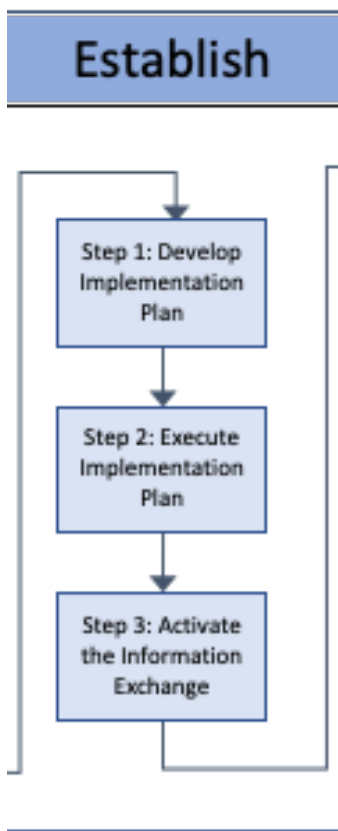 Establish
Step 1: Develop
Implementation
Plan
Step 2: Execute
Implementation
Plan
Step 3: Activate
the Information
Exchange